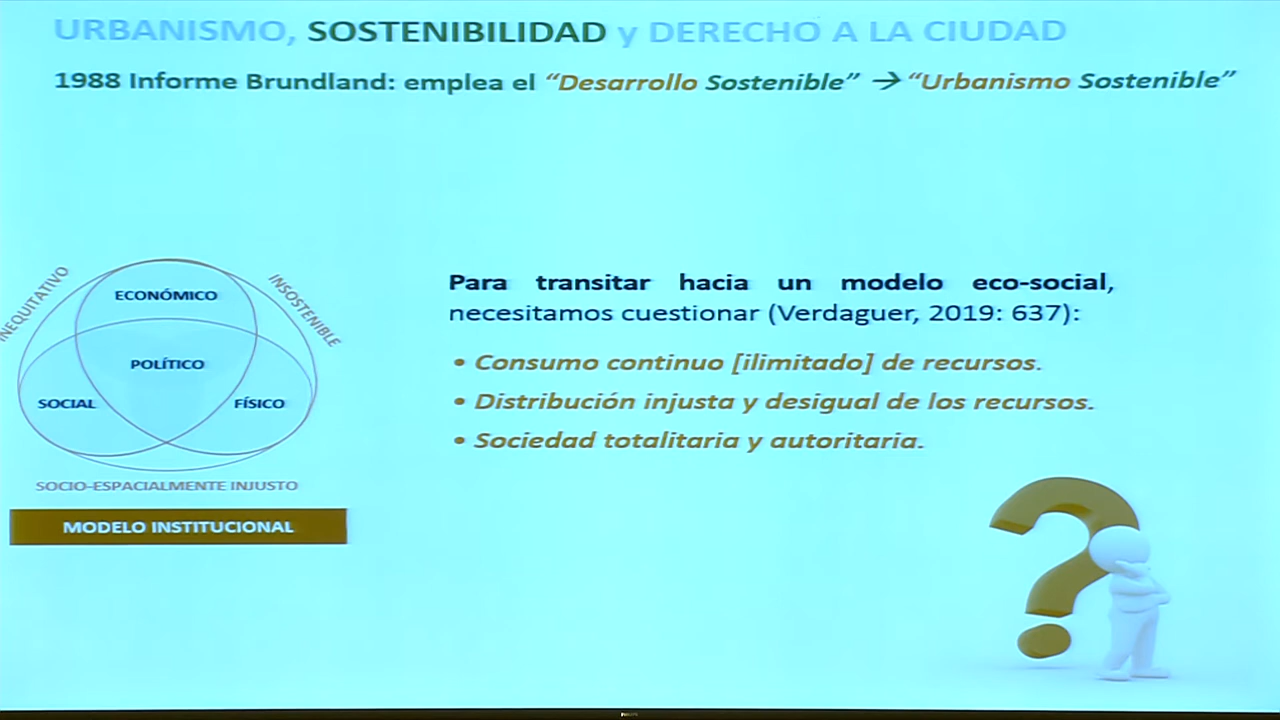 URBANISMO, SOSTENIBILIDAD y DERECHO A LA CIUDAD
1988 Informe Brundland: emplea el “Desarrollo Sostenible” → “Urbanismo Sostenible”
INEQUITATIVO
INSOSTENIBLE
ECONÓMICO
POLÍTICO
SOCIAL
FÍSICO
SOCIO-ESPACIALMENTE INJUSTO
MODELO INSTITUCIONAL
Para transitar hacia un modelo eco-social,
necesitamos cuestionar (Verdaguer, 2019: 637):
• Consumo continuo [ilimitado] de recursos.
• Distribución injusta y desigual de los recursos.
• Sociedad totalitaria y autoritaria.